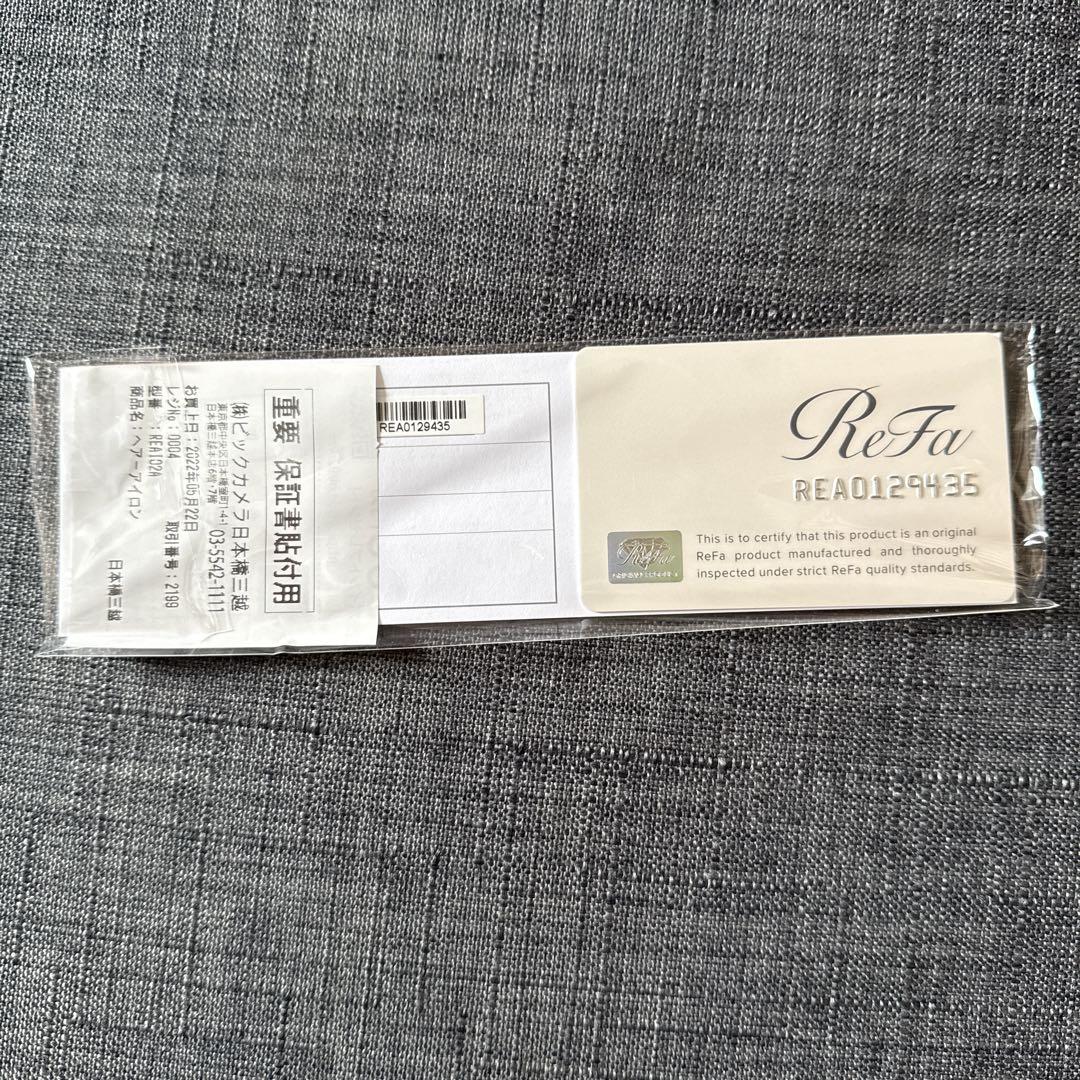 重要 保証書貼付用
(株)ビックカメラ日本橋三越
東京都中央区日本橋室町1-4-1
日本橋三越本店6階・7階
03-5542-1111
お買上日:2022年05月22日
レジNo:0004 取引番号:2199
型番:REA102A
商品名:ヘアーアイロン
日本橋三越
REA0129435
ReFa
REA0129435
This is to certify that this product is an original
ReFa product manufactured and thoroughly
inspected under strict ReFa quality standards.